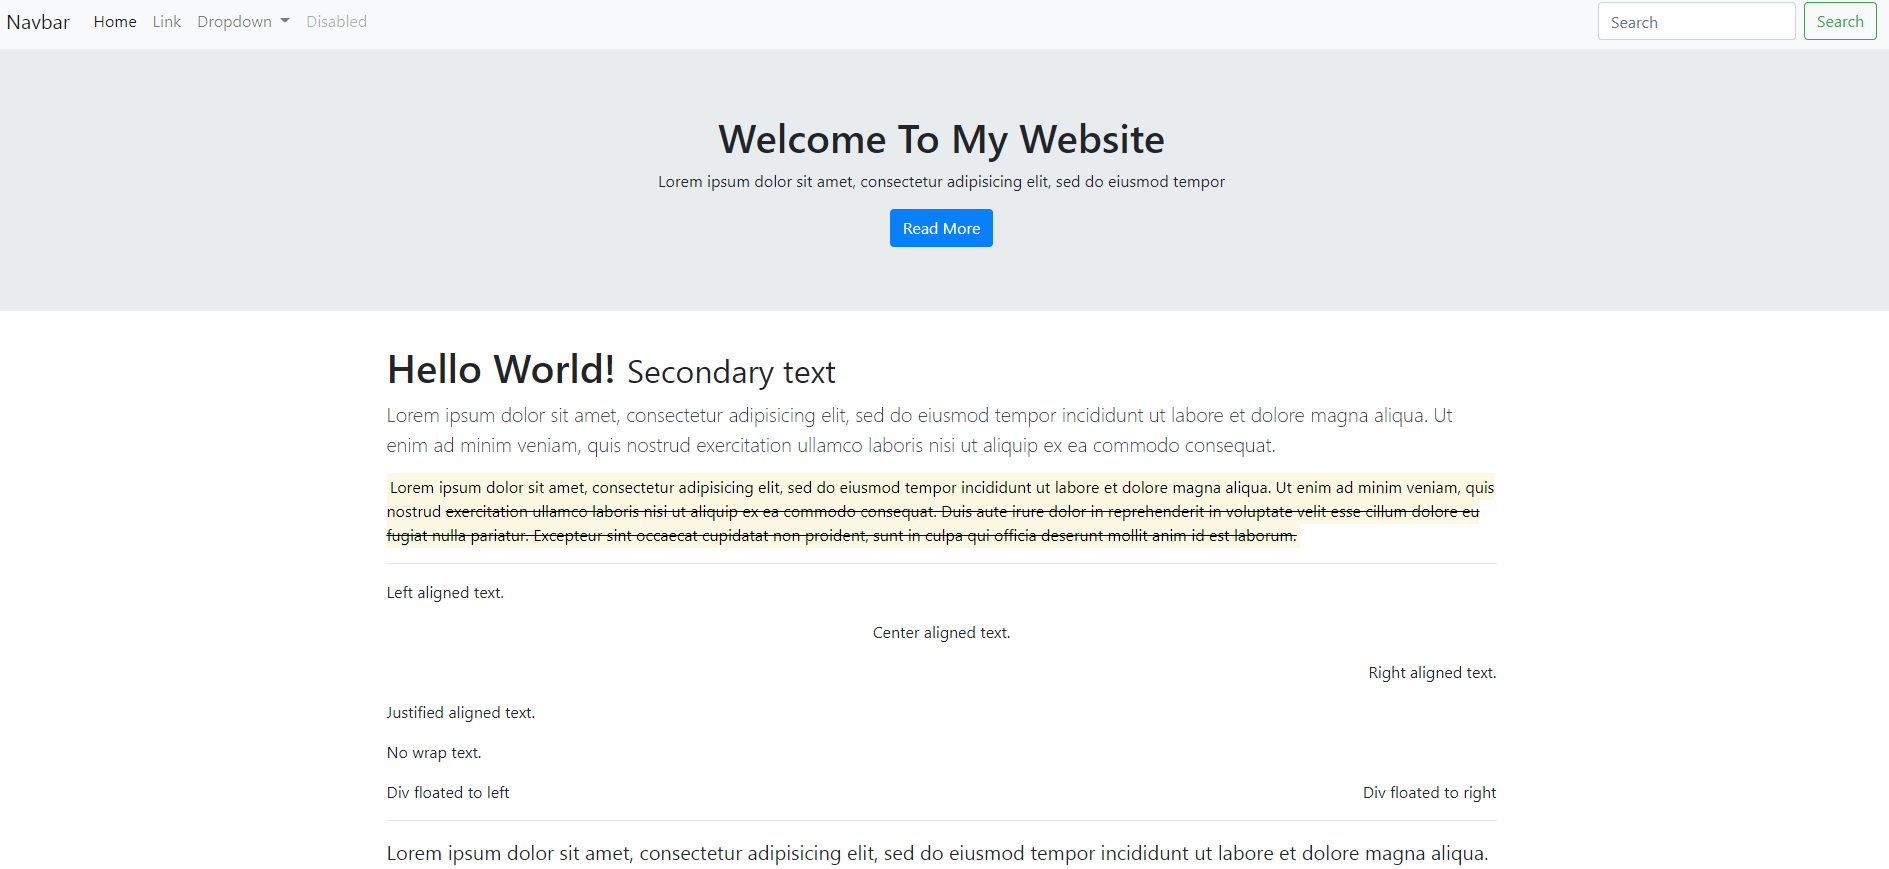 Navbar Home Link Dropdown Disabled Search Search
Welcome To My Website
Lorem ipsum dolor sit amet, consectetur adipisicing elit, sed do eiusmod tempor
Read More
Hello World! Secondary text
Lorem ipsum dolor sit amet, consectetur adipisicing elit, sed do eiusmod tempor incididunt ut labore et dolore magna aliqua. Ut
enim ad minim veniam, quis nostrud exercitation ullamco laboris nisi ut aliquip ex ea commodo consequat.
Lorem ipsum dolor sit amet, consectetur adipisicing elit, sed do eiusmod tempor incididunt ut labore et dolore magna aliqua. Ut enim ad minim veniam, quis
nostrud exercitation ullamco laboris nisi ut aliquip ex ea commodo consequat. Duis aute irure dolor in reprehenderit in voluptate velit esse cillum dolore eu
fugiat nulla pariatur. Excepteur sint occaecat cupidatat non proident, sunt in culpa qui officia deserunt mollit anim id est laborum.
Left aligned text.
Center aligned text.
Right aligned text.
Justified aligned text.
No wrap text.
Div floated to left Div floated to right
Lorem ipsum dolor sit amet, consectetur adipisicing elit, sed do eiusmod tempor incididunt ut labore et dolore magna aliqua.